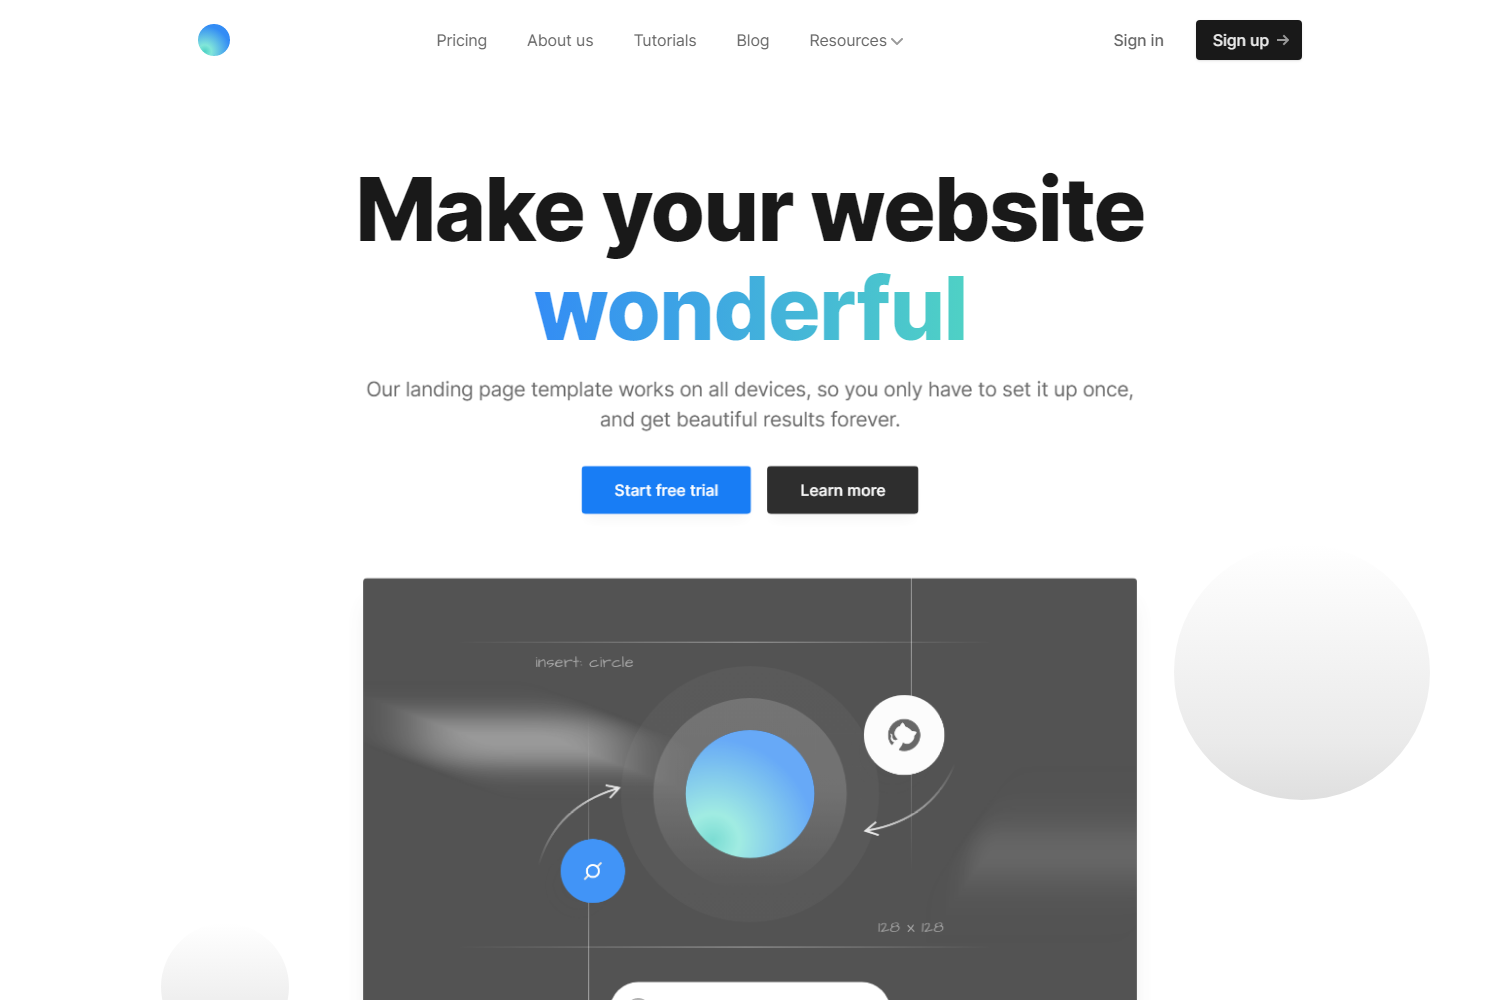 Pricing About us Tutorials Blog Resources Sign in Sign up
Make your website
wonderful
Our landing page template works on all devices, so you only have to set it up once,
and get beautiful results forever.
Start free trial Learn more
insert: circle
128 x 128